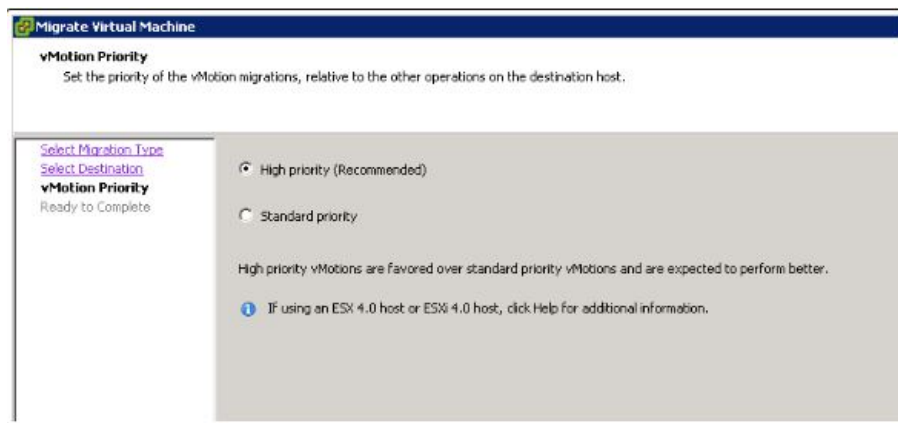 Migrate Virtual Machine
vMotion Priority
Set the priority of the vMotion migrations, relative to the other operations on the destination host.
Select Migration Type
Select Destination
vMotion Priority
Ready to Complete
High priority (Recommended)
Standard priority
High priority vMotions are favored over standard priority vMotions and are expected to perform better.
If using an ESX 4.0 host or ESXi 4.0 host, click Help for additional information.